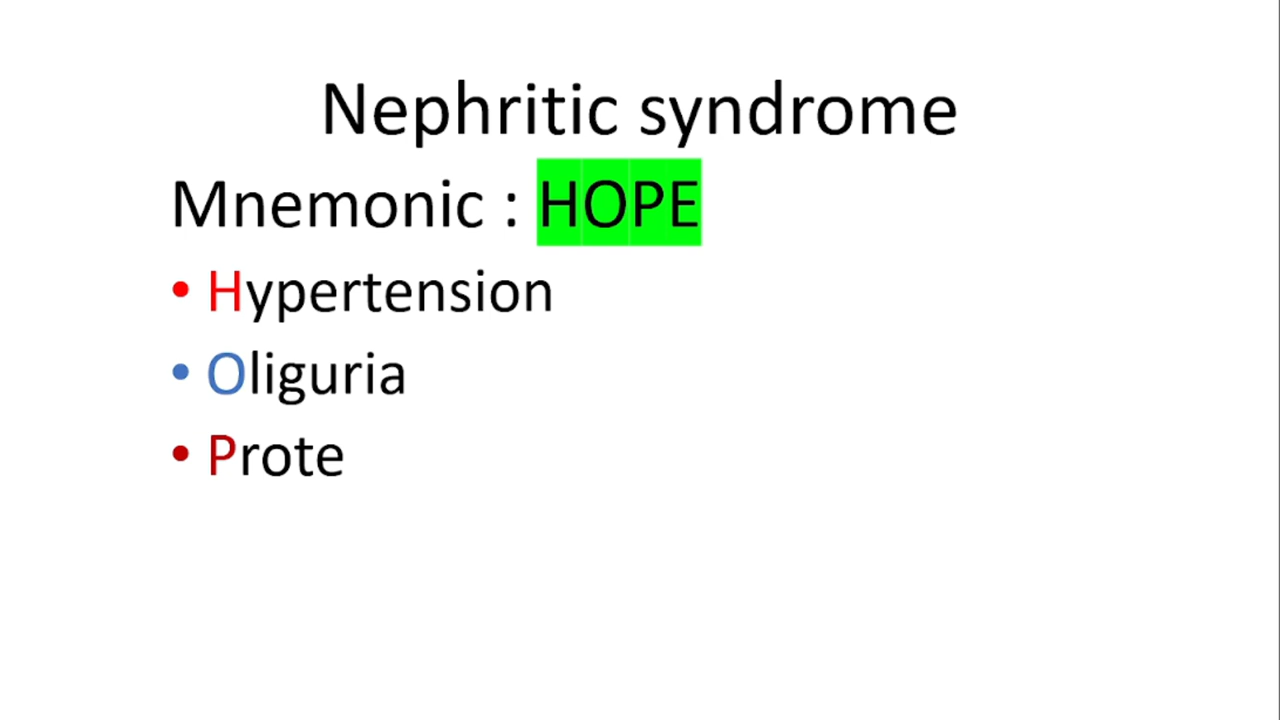 Nephritic syndrome
Mnemonic : HOPE
• Hypertension
• Oliguria
• Prote